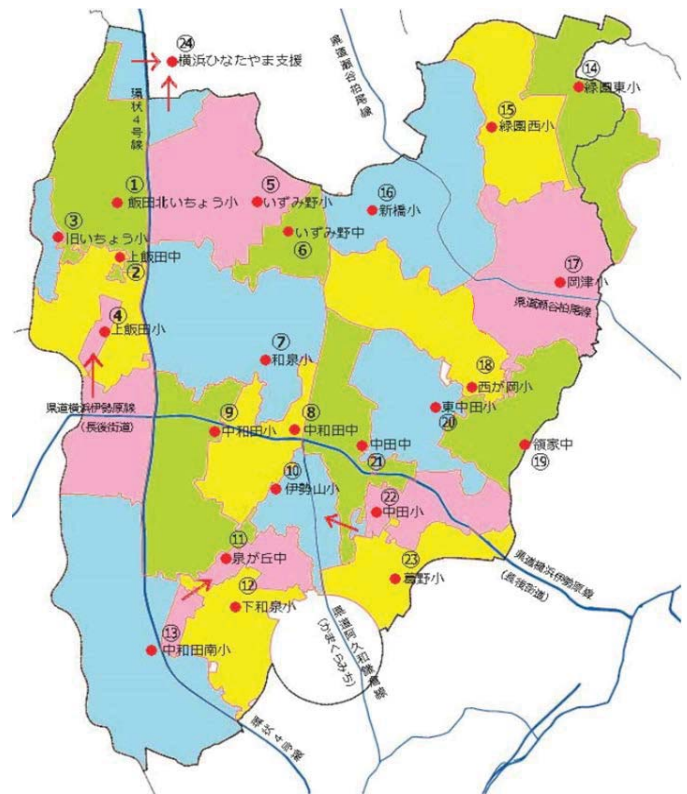 ㉔
横浜ひなたやま支援
県道瀬谷柏尾線
⑭
緑園東小
環状4号線
⑮
緑園西小
①
飯田北いちょう小
⑤
いずみ野小
⑯
新橋小
③
旧いちょう小
いずみ野中
⑥
上飯田中
②
⑰
岡津小
県道瀬谷柏尾線
④
上飯田小
⑦
和泉小
⑱
西が岡小
県道横浜伊勢原線
(長後街道)
⑨
中和田小
⑧
中和田中
東中田小
⑳
中田中
㉑
領家中
⑲
⑩
伊勢山小
㉒
中田小
⑪
泉が丘中
㉓
葛野小
県道横浜伊勢原線
(長後街道)
⑫
下和泉小
⑬
中和田南小
県道阿久和鎌倉線
(かまくらみち)
環状4号線